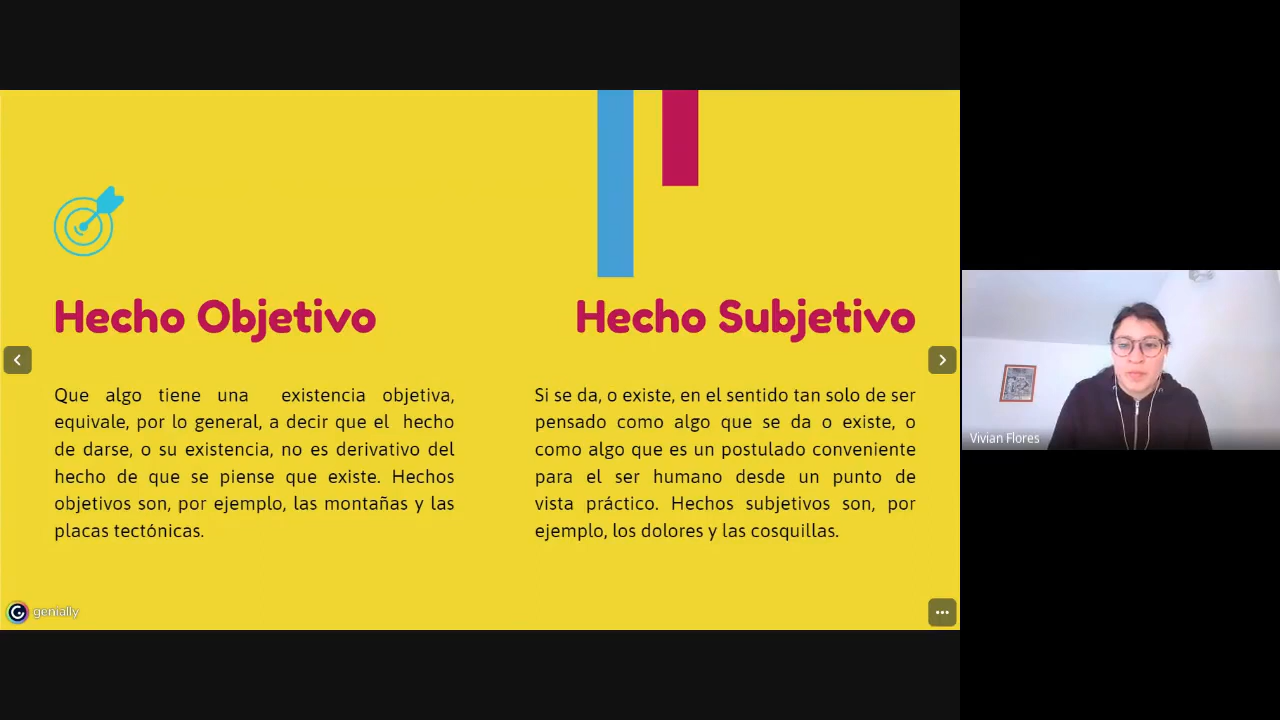 Hecho Objetivo
Que algo tiene una existencia objetiva,
equivale, por lo general, a decir que el hecho
de darse, o su existencia, no es derivativo del
hecho de que se piense que existe. Hechos
objetivos son, por ejemplo, las montañas y las
placas tectónicas.
Hecho Subjetivo
Si se da, o existe, en el sentido tan solo de ser
pensado como algo que se da o existe, o
como algo que es un postulado conveniente
para el ser humano desde un punto de
vista práctico. Hechos subjetivos son, por
ejemplo, los dolores y las cosquillas.
genially
Vivian Flores